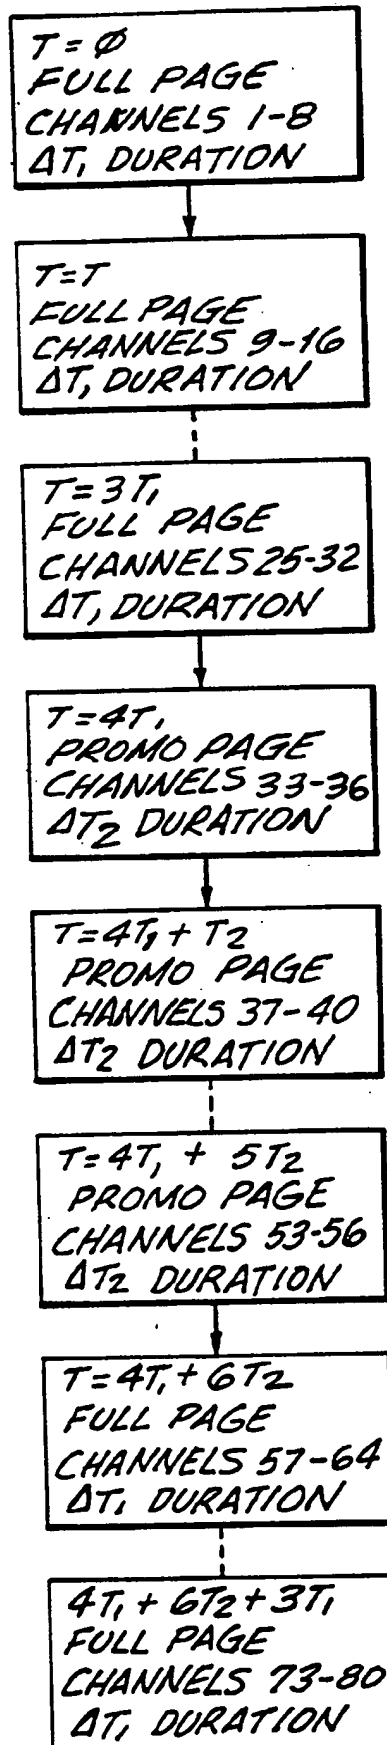 T=Ø
FULL PAGE
CHANNELS 1-8
ΔT, DURATION
T=T
FULL PAGE
CHANNELS 9-16
ΔT, DURATION
T=3T,
FULL PAGE
CHANNELS 25-32
ΔT, DURATION
T=4T,
PROMO PAGE
CHANNELS 33-36
ΔT2 DURATION
T=4T1 + T2
PROMO PAGE
CHANNELS 37-40
ΔT2 DURATION
T=4T, + 5T2
PROMO PAGE
CHANNELS 53-56
ΔT2 DURATION
T=4T,+6T2
FULL PAGE
CHANNELS 57-64
ΔT, DURATION
4T,+6T2+3T1
FULL PAGE
CHANNELS 73-80
ΔT, DURATION